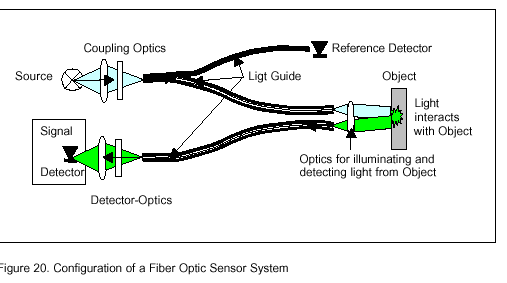 Coupling Optics
Reference Detector
Source
Ligt Guide
Object
Light
interacts
with Object
Signal
Detector
Optics for illuminating and
detecting light from Object
Detector-Optics
Figure 20. Configuration of a Fiber Optic Sensor System